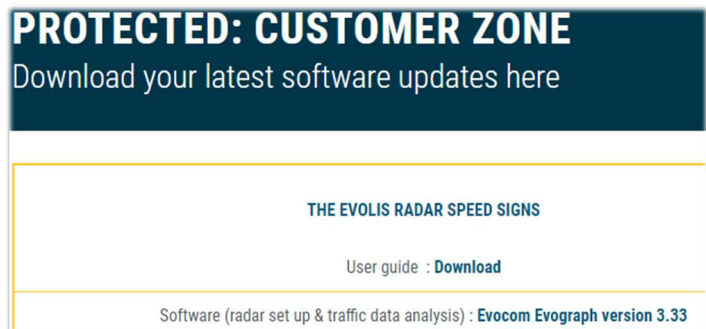 PROTECTED: CUSTOMER ZONE
Download your latest software updates here
THE EVOLIS RADAR SPEED SIGNS
User guide : Download
Software (radar set up & traffic data analysis) : Evocom Evograph version 3.33